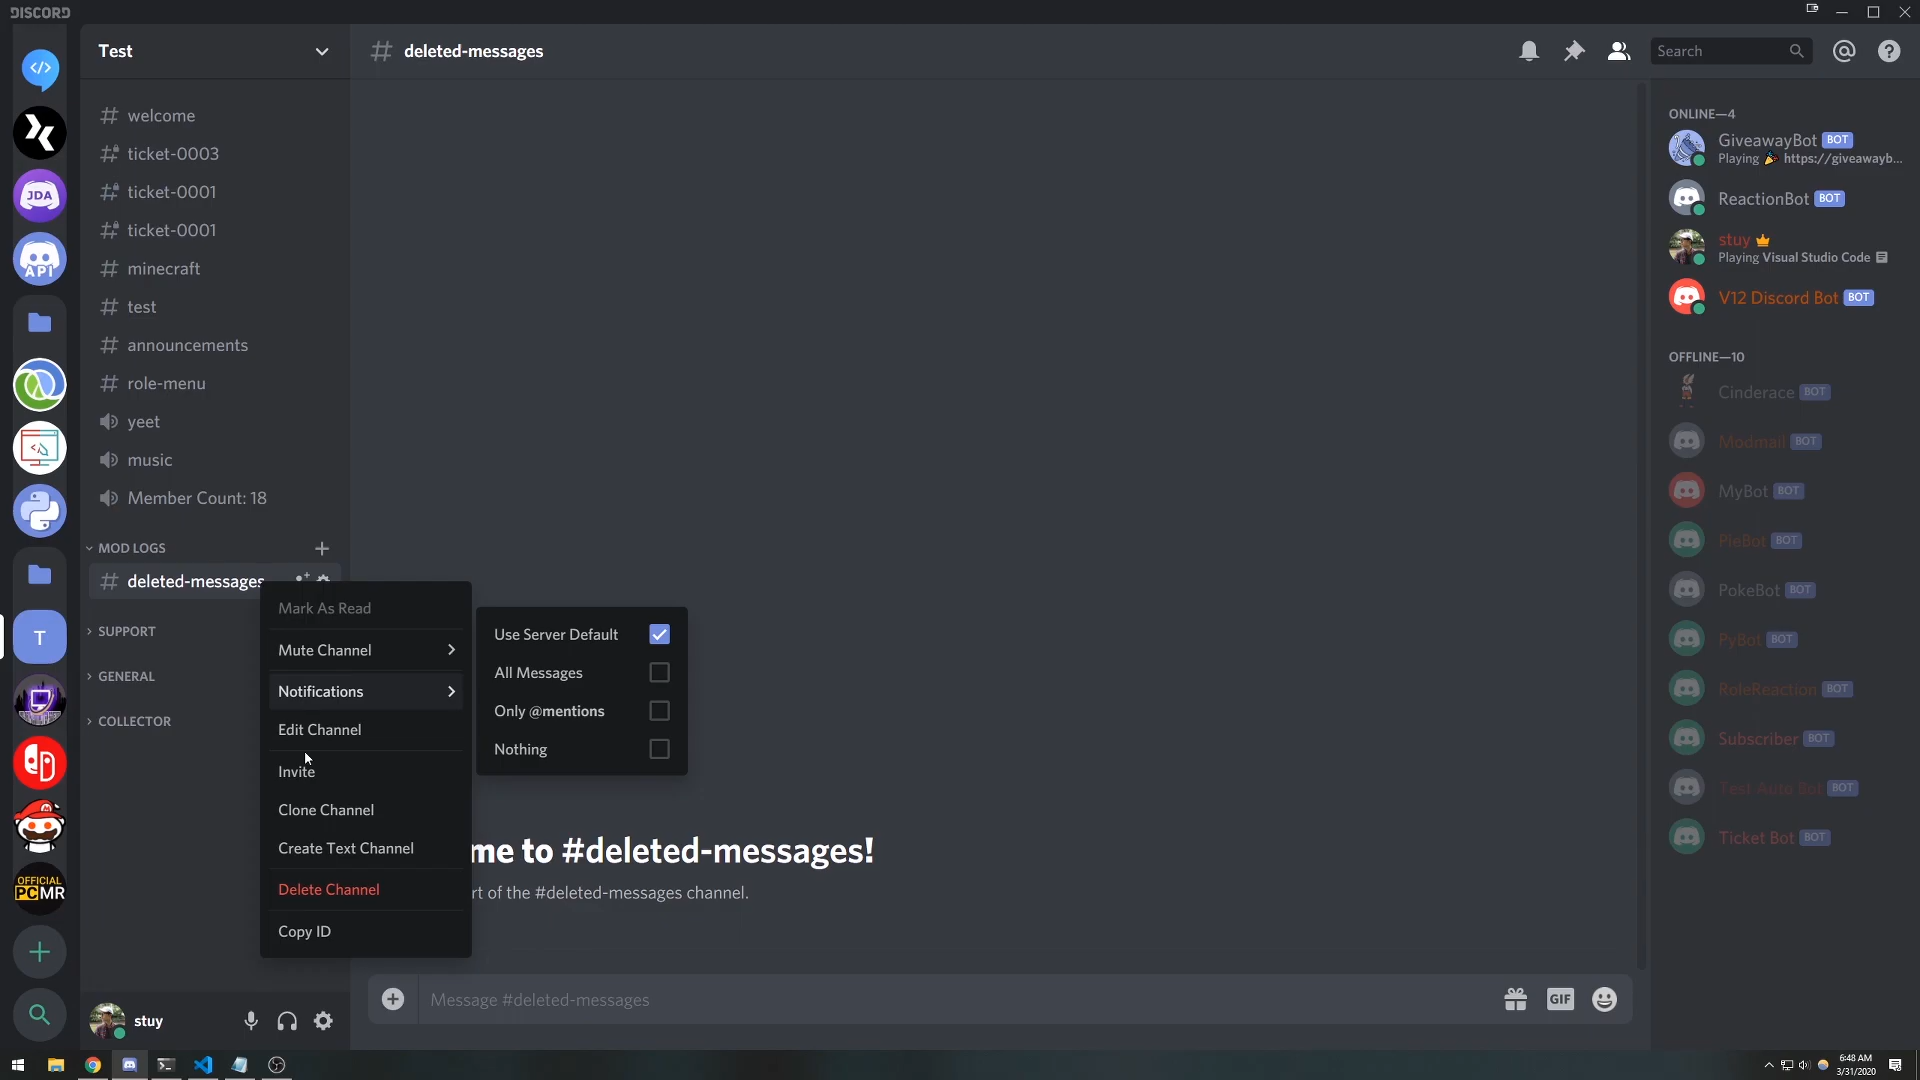 DISCORD
Test
deleted-messages
Search
welcome
ticket-0003
ticket-0001
ticket-0001
minecraft
test
announcements
role-menu
yeet
music
Member Count: 18
MOD LOGS
deleted-messages
SUPPORT
GENERAL
COLLECTOR
JDA
API
T
OFFICIAL
PCMR
Mark As Read
Mute Channel
Notifications
Edit Channel
Invite
Clone Channel
Create Text Channel
Delete Channel
Copy ID
Use Server Default
All Messages
Only @mentions
Nothing
me to #deleted-messages!
rt of the #deleted-messages channel.
Message #deleted-messages
GIF
stuy
ONLINE—4
GiveawayBot BOT
Playing 🎉 https://giveawayb...
ReactionBot BOT
stuy
Playing Visual Studio Code
V12 Discord Bot BOT
OFFLINE—10
Cinderace BOT
Modmail BOT
MyBot BOT
PieBot BOT
PokeBot BOT
PyBot BOT
RoleReaction BOT
Subscriber BOT
Test Auto Bot BOT
Ticket Bot BOT
6:48 AM
3/31/2020